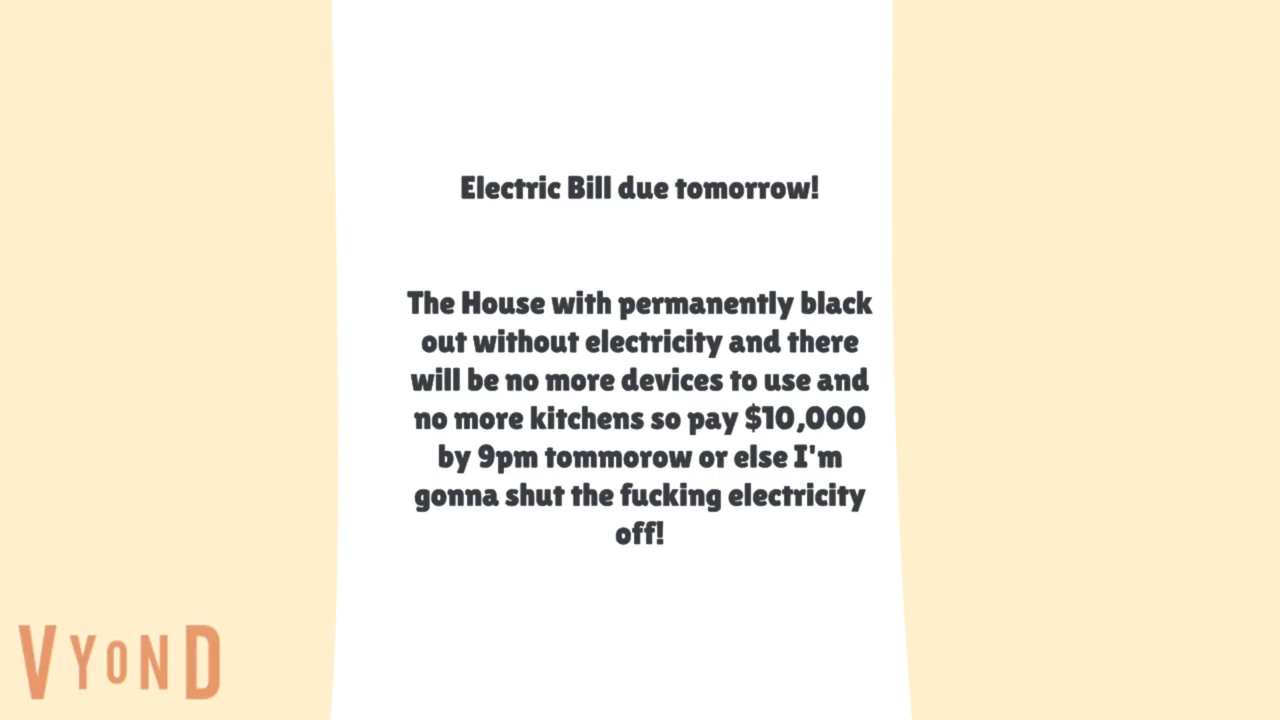 Electric Bill due tomorrow!
The House with permanently black
out without electricity and there
will be no more devices to use and
no more kitchens so pay $10,000
by 9pm tommorow or else I'm
gonna shut the fucking electricity
off!
VYOND